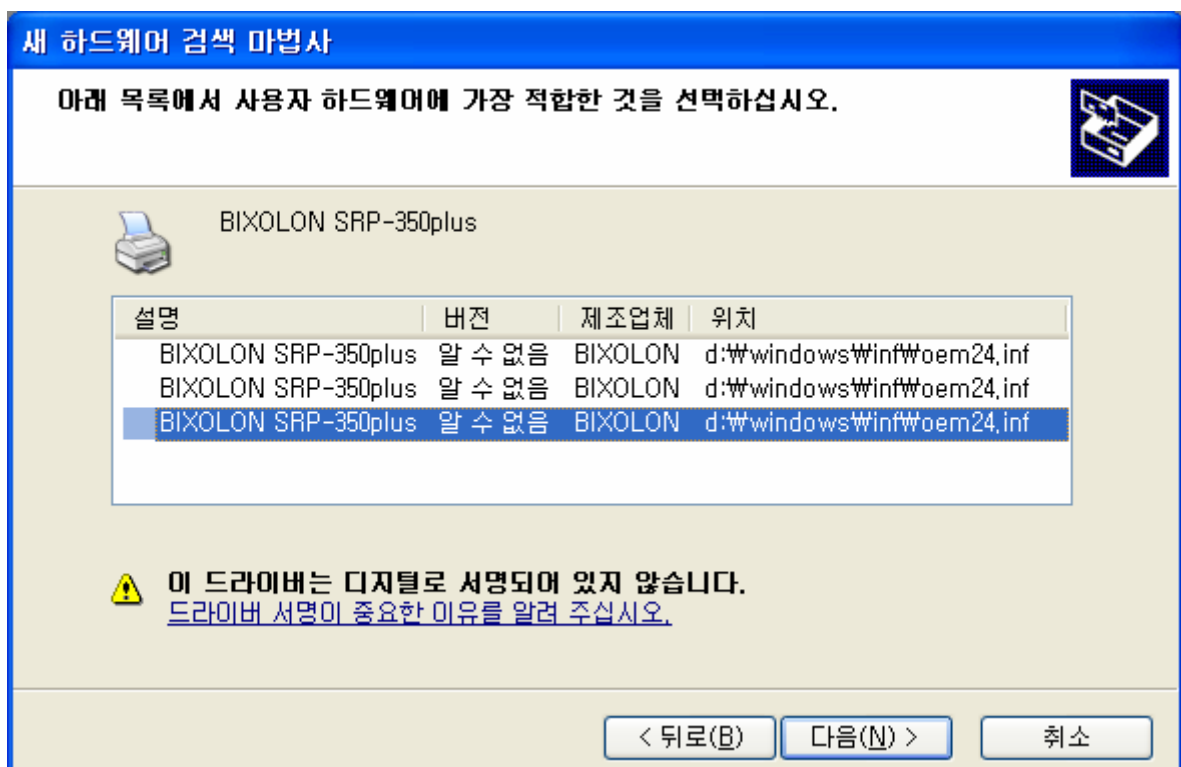 새 하드웨어 검색 마법사
아래 목록에서 사용자 하드웨어에 가장 적합한 것을 선택하십시오.
BIXOLON SRP-350plus
설명 버전 제조업체 위치
BIXOLON SRP-350plus 알 수 없음 BIXOLON d:₩windows₩inf₩oem24.inf
BIXOLON SRP-350plus 알 수 없음 BIXOLON d:₩windows₩inf₩oem24.inf
BIXOLON SRP-350plus 알 수 없음 BIXOLON d:₩windows₩inf₩oem24.inf
이 드라이버는 디지털로 서명되어 있지 않습니다.
드라이버 서명이 중요한 이유를 알려 주십시오.
< 뒤로(B) 다음(N) > 취소